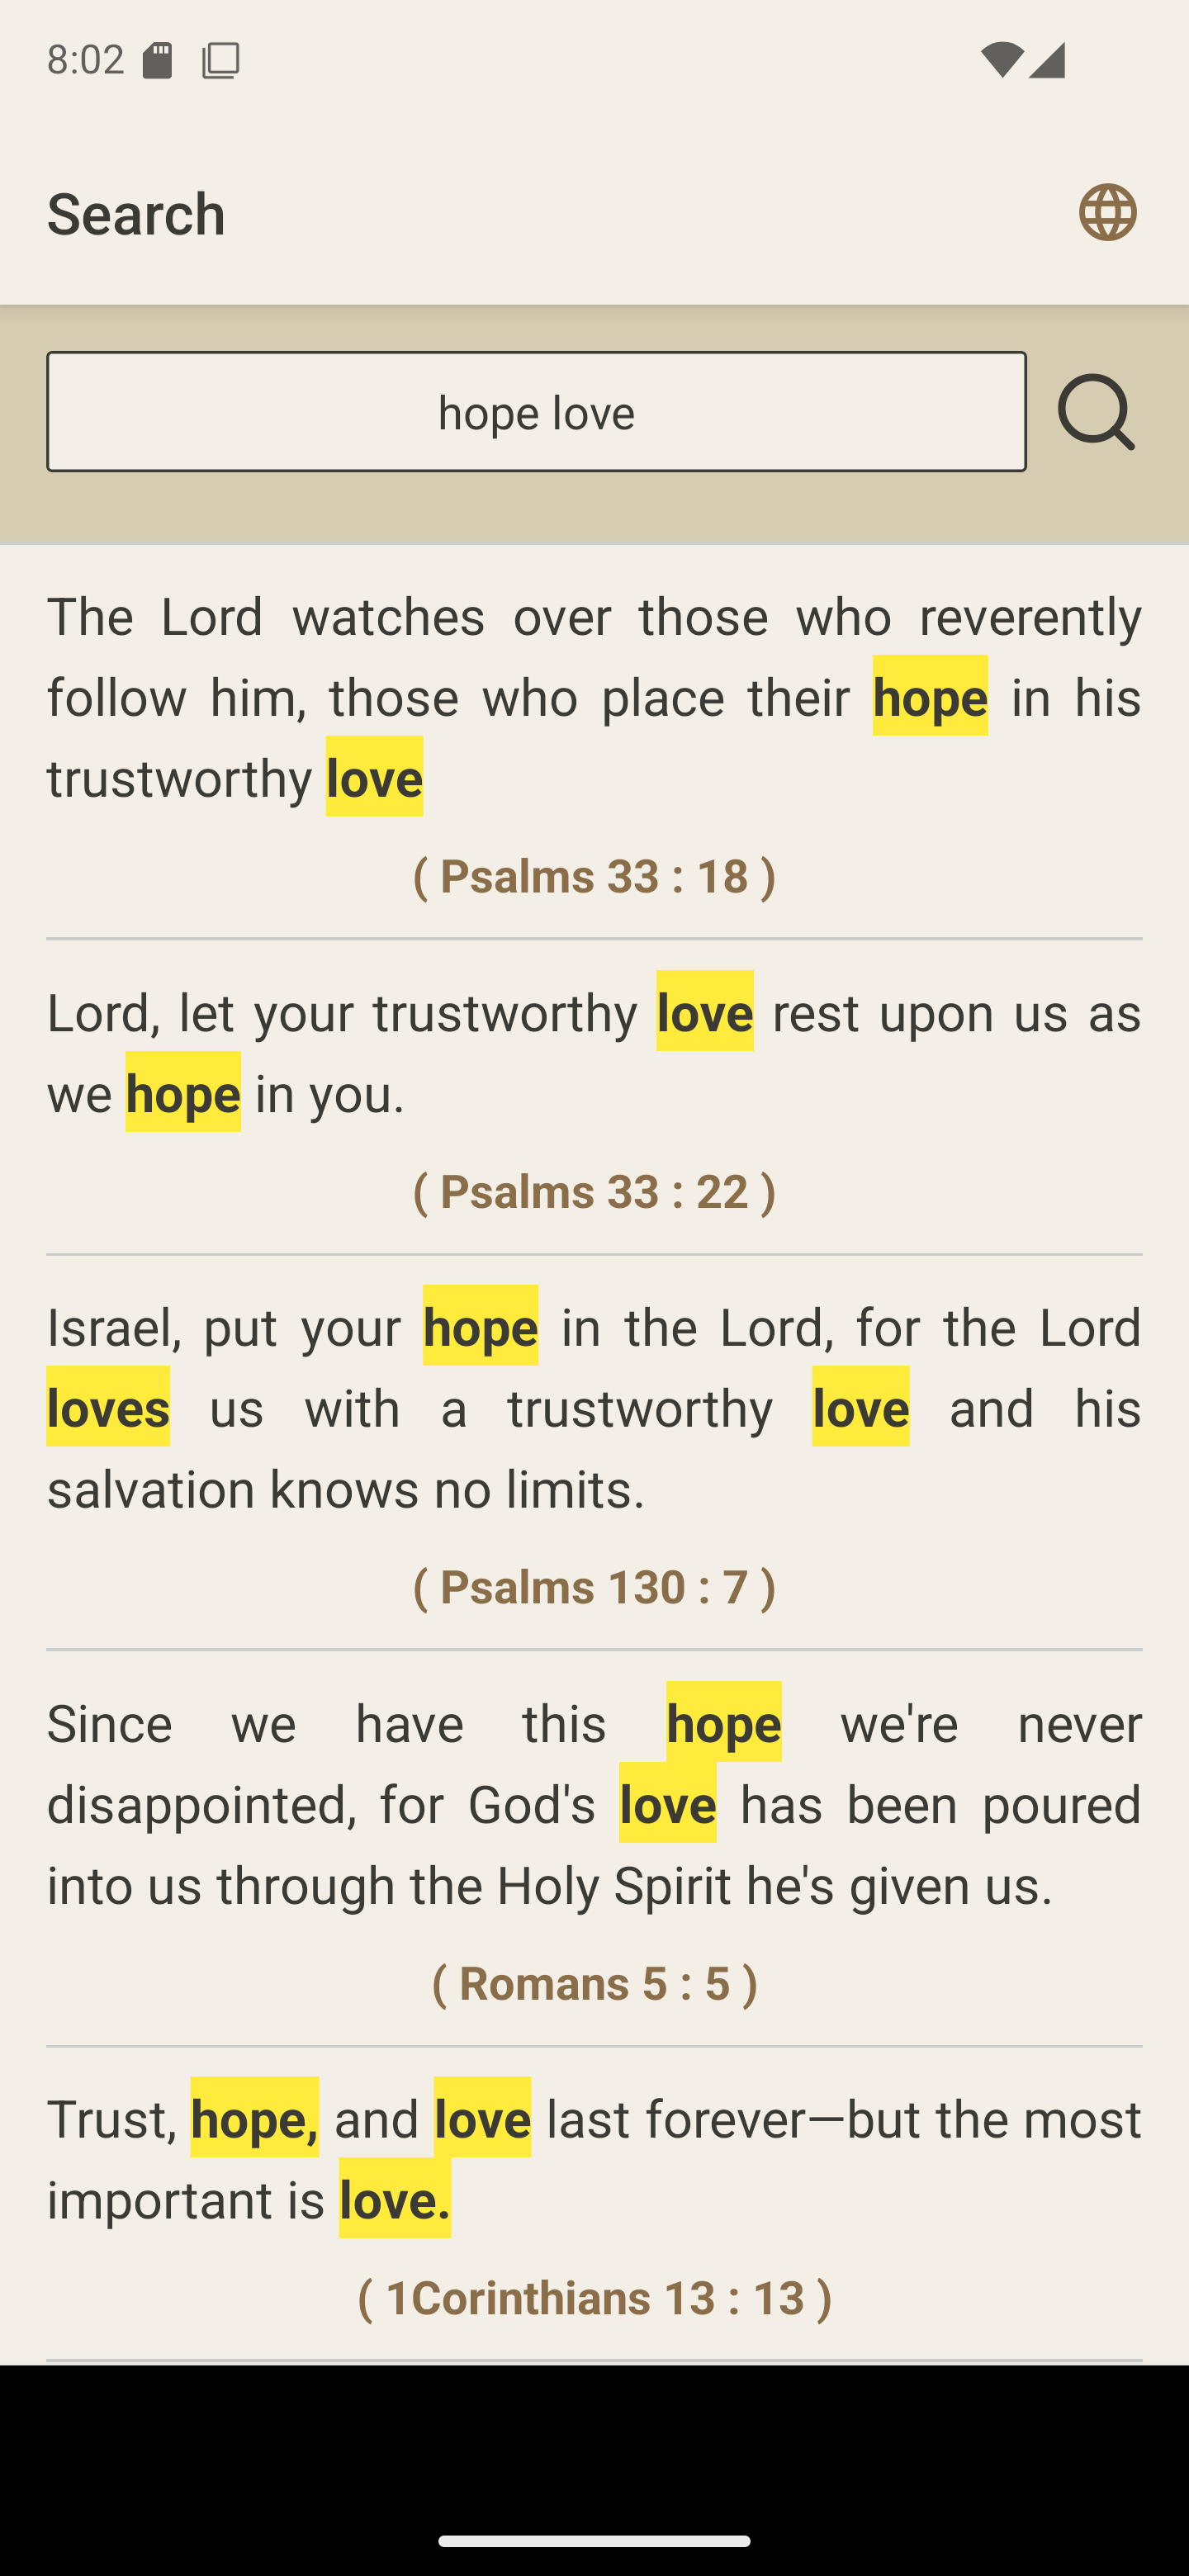 8:02
Search
hope love
The Lord watches over those who reverently
follow him, those who place their hope in his
trustworthy love
( Psalms 33 : 18 )
Lord, let your trustworthy love rest upon us as
we hope in you.
( Psalms 33 : 22 )
Israel, put your hope in the Lord, for the Lord
loves us with a trustworthy love and his
salvation knows no limits.
( Psalms 130 : 7 )
Since we have this hope we're never
disappointed, for God's love has been poured
into us through the Holy Spirit he's given us.
( Romans 5 : 5 )
Trust, hope, and love last forever—but the most
important is love.
( 1Corinthians 13 : 13 )